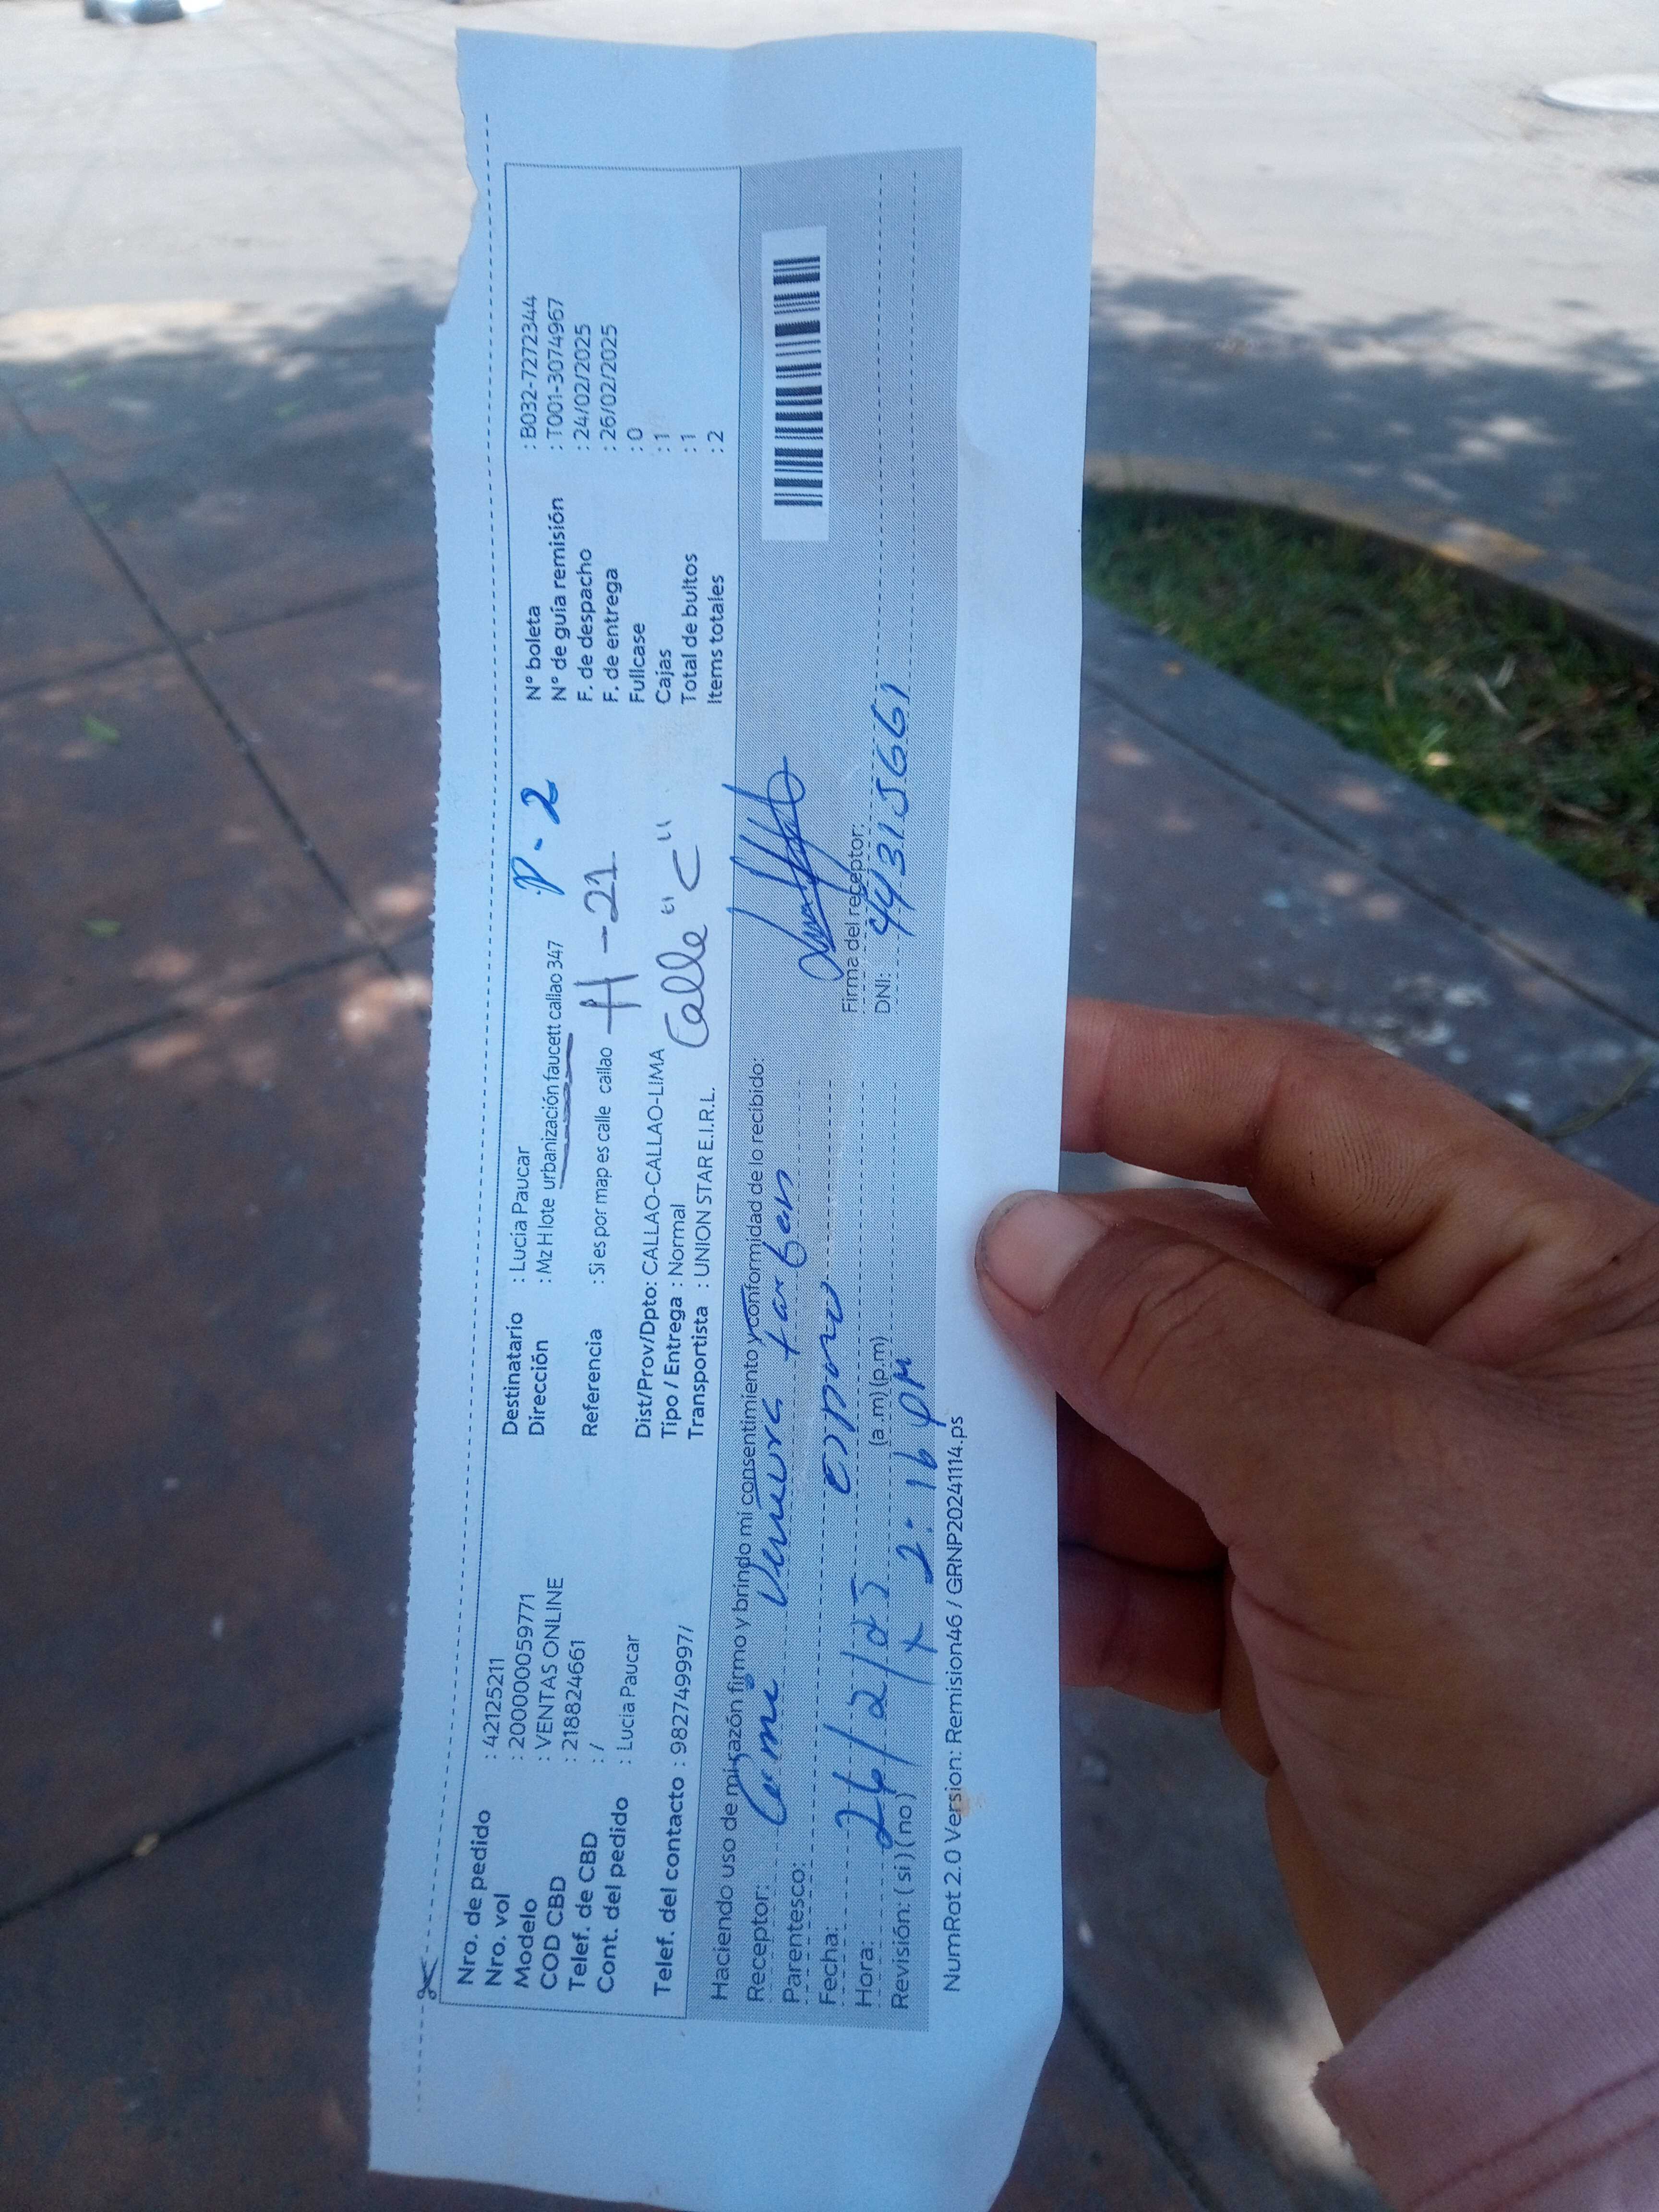 Nro. de pedido : 42125211
Nro. vol : 200000059771
Modelo : VENTAS ONLINE
COD CBD : 218824661
Telef. de CBD : /
Cont. del pedido : Lucia Paucar
Telef. del contacto : 982749997/
Destinatario : Lucia Paucar
Dirección : Mz H lote urbanización faucett callao 347
Referencia : Si es por map es calle callao
Dist/Prov/Dpto: CALLAO-CALLAO-LIMA
Tipo / Entrega : Normal
Transportista : UNION STAR E.I.R.L.
P-2
H-21
Calle "C"
N° boleta : B032-7272344
N° de guía remisión : T001-3074967
F. de despacho : 24/02/2025
F. de entrega : 26/02/2025
Fullcase : 0
Cajas : 1
Total de bultos : 1
Items totales : 2
Haciendo uso de mi razón firmo y brindo mi consentimiento y conformidad de lo recibido:
Receptor:
Parentesco:
Fecha: 26/2/25
Hora: 2:16 PM (a.m) (p.m)
Revisión: (si) (no) x
Firma del receptor:
DNI: 44315661
NumRot 2.0 Version: Remision46 / GRNP20241114.ps